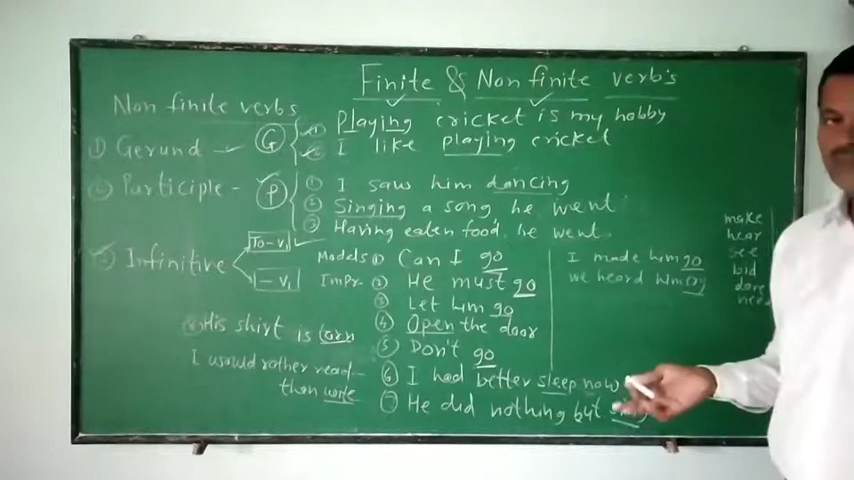 Finite & Non finite verb's
Non finite verbs
① Gerund
② Participle -
③ Infinitive
To-v₁
- v₁
G
① Playing cricket is my hobby
② I like playing cricket
P
① I saw him dancing
② Singing a song, he went
③ Having eaten food, he went
Models ① Can I go
Impr- ② He must go
③ Let him go
④ Open the door
⑤ Don't go
⑥ I had better sleep now
⑦ He did nothing but
⑧ His shirt is torn
I would rather read
than write
I made him go
we heard him cry
make
hear
see
bid
dare
need